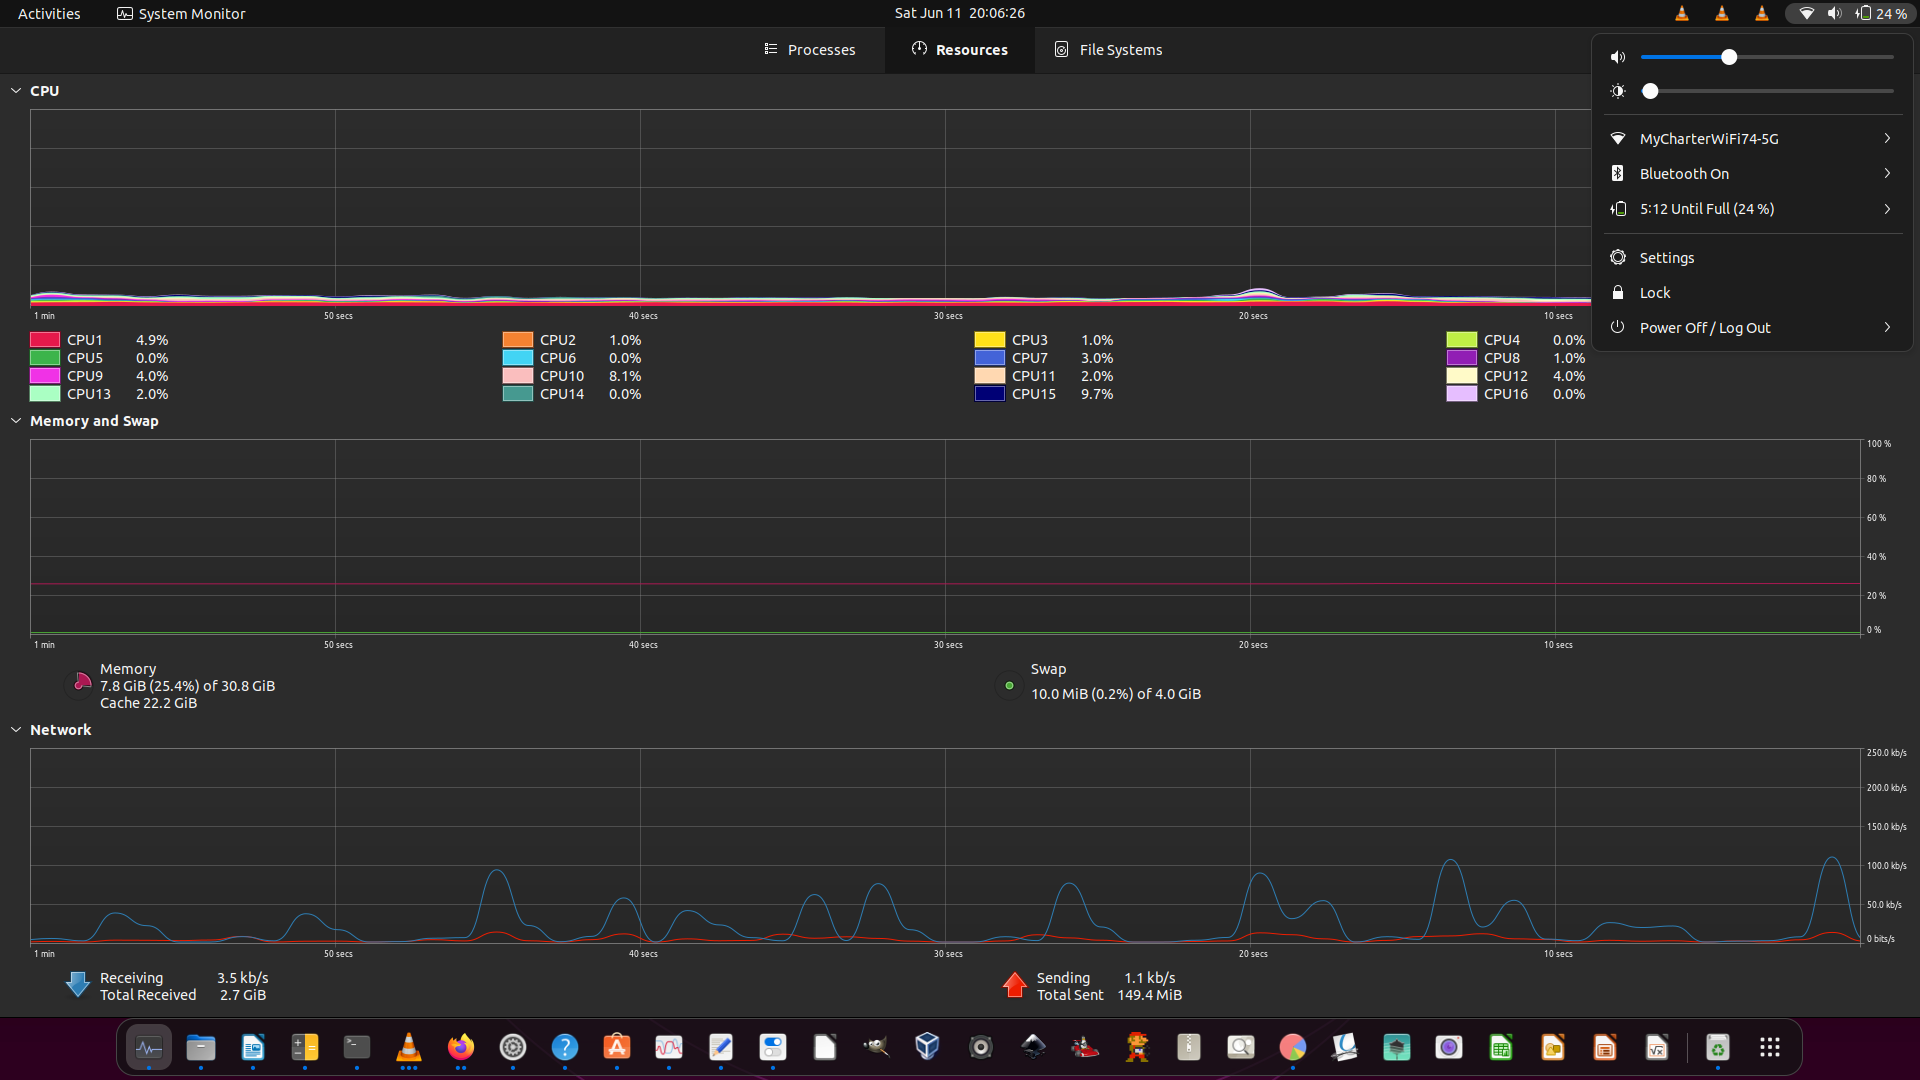 Activities
System Monitor
Sat Jun 11 20:06:26
24 %
Processes
Resources
File Systems
MyCharterWiFi74-5G
Bluetooth On
5:12 Until Full (24 %)
Settings
Lock
Power Off / Log Out
CPU
1 min 50 secs 40 secs 30 secs 20 secs 10 secs
CPU1 4.9% CPU2 1.0% CPU3 1.0% CPU4 0.0%
CPU5 0.0% CPU6 0.0% CPU7 3.0% CPU8 1.0%
CPU9 4.0% CPU10 8.1% CPU11 2.0% CPU12 4.0%
CPU13 2.0% CPU14 0.0% CPU15 9.7% CPU16 0.0%
Memory and Swap
100 %
80 %
60 %
40 %
20 %
0 %
1 min 50 secs 40 secs 30 secs 20 secs 10 secs
Memory
7.8 GiB (25.4%) of 30.8 GiB
Cache 22.2 GiB
Swap
10.0 MiB (0.2%) of 4.0 GiB
Network
250.0 kb/s
200.0 kb/s
150.0 kb/s
100.0 kb/s
50.0 kb/s
0 bits/s
1 min 50 secs 40 secs 30 secs 20 secs 10 secs
Receiving 3.5 kb/s
Total Received 2.7 GiB
Sending 1.1 kb/s
Total Sent 149.4 MiB